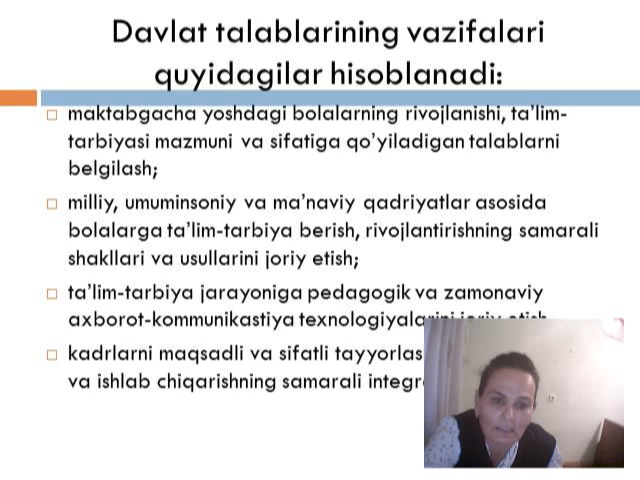 Davlat talablarining vazifalari
quyidagilar hisoblanadi:
maktabgacha yoshdagi bolalarning rivojlanishi, ta'lim-
tarbiyasi mazmuni va sifatiga qo'yiladigan talablarni
belgilash;
milliy, umuminsoniy va ma'naviy qadriyatlar asosida
bolalarga ta'lim-tarbiya berish, rivojlantirishning samarali
shakllari va usullarini joriy etish;
ta'lim-tarbiya jarayoniga pedagogik va zamonaviy
axborot-kommunikastiya texnologiyalarini joriy etish
kadrlarni maqsadli va sifatli
va ishlab chiqarishning samarali